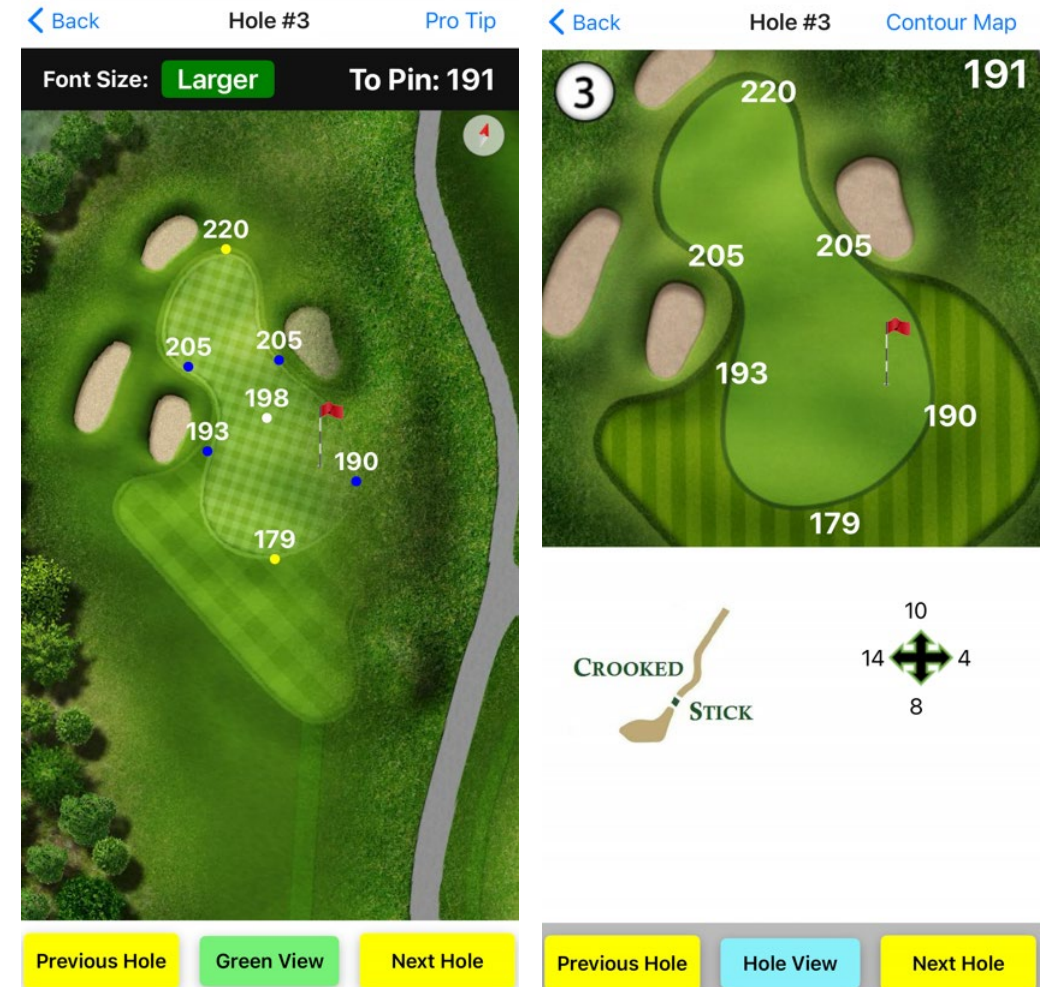 Back Hole #3 Pro Tip
Font Size: Larger To Pin: 191
220
205
205
198
193
190
179
Previous Hole Green View Next Hole
Back Hole #3 Contour Map
3
191
220
205
205
193
190
179
CROOKED
STICK
10
14 4
8
Previous Hole Hole View Next Hole